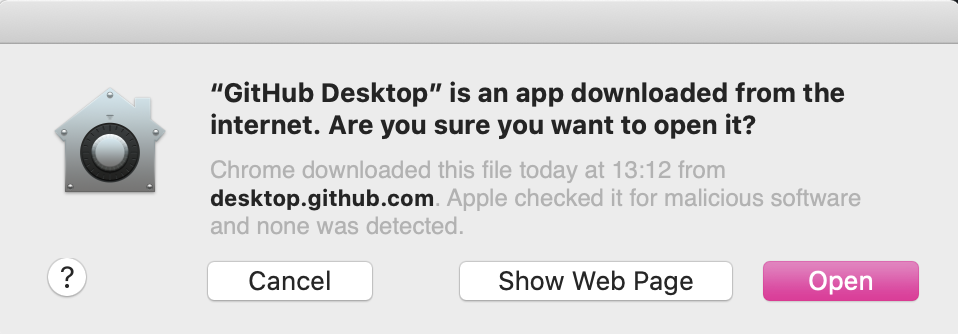 “GitHub Desktop” is an app downloaded from the
internet. Are you sure you want to open it?
Chrome downloaded this file today at 13:12 from
desktop.github.com. Apple checked it for malicious software
and none was detected.
?
Cancel
Show Web Page
Open